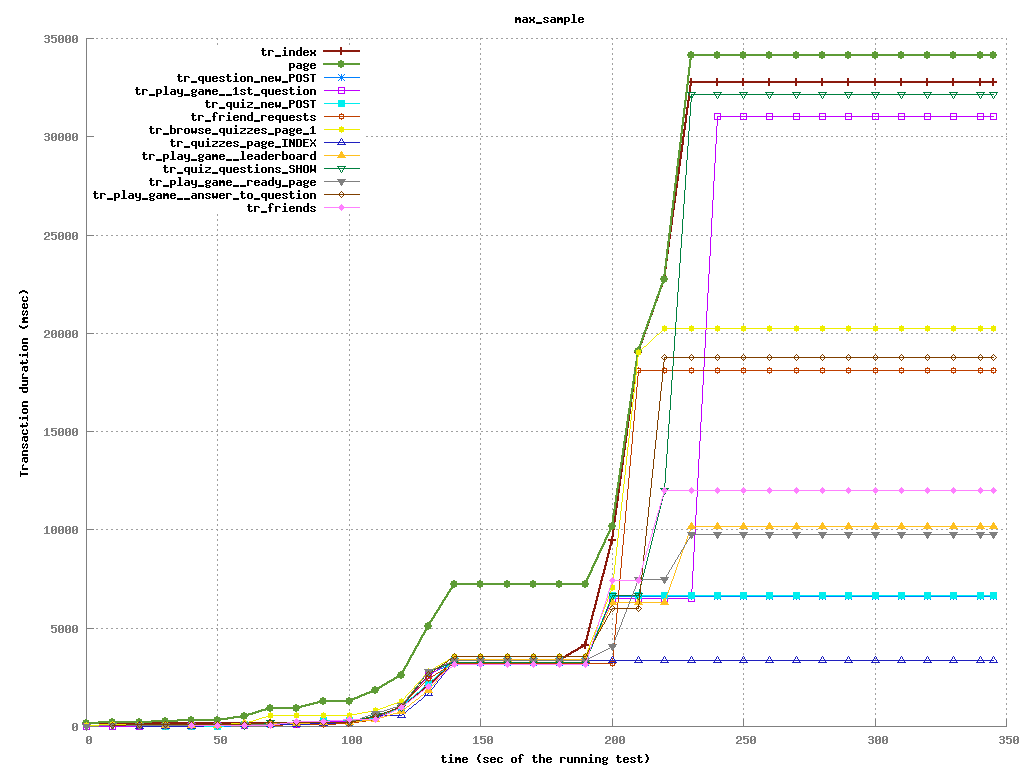 max_sample
35000
30000
25000
20000
15000
10000
5000
0
Transaction duration (msec)
tr_index
page
tr_question_new_POST
tr_play_game__1st_question
tr_quiz_new_POST
tr_friend_requests
tr_browse_quizzes_page_1
tr_quizzes_page_INDEX
tr_play_game__leaderboard
tr_quiz_questions_SHOW
tr_play_game__ready_page
tr_play_game__answer_to_question
tr_friends
0 50 100 150 200 250 300 350
time (sec of the running test)